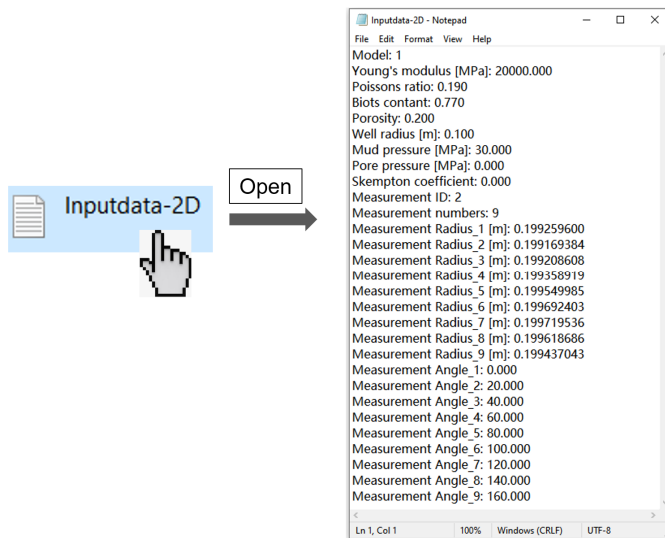 Inputdata-2D
Open
Inputdata-2D - Notepad
File Edit Format View Help
Model: 1
Young's modulus [MPa]: 20000.000
Poissons ratio: 0.190
Biots contant: 0.770
Porosity: 0.200
Well radius [m]: 0.100
Mud pressure [MPa]: 30.000
Pore pressure [MPa]: 0.000
Skempton coefficient: 0.000
Measurement ID: 2
Measurement numbers: 9
Measurement Radius_1 [m]: 0.199259600
Measurement Radius_2 [m]: 0.199169384
Measurement Radius_3 [m]: 0.199208608
Measurement Radius_4 [m]: 0.199358919
Measurement Radius_5 [m]: 0.199549985
Measurement Radius_6 [m]: 0.199692403
Measurement Radius_7 [m]: 0.199719536
Measurement Radius_8 [m]: 0.199618686
Measurement Radius_9 [m]: 0.199437043
Measurement Angle_1: 0.000
Measurement Angle_2: 20.000
Measurement Angle_3: 40.000
Measurement Angle_4: 60.000
Measurement Angle_5: 80.000
Measurement Angle_6: 100.000
Measurement Angle_7: 120.000
Measurement Angle_8: 140.000
Measurement Angle_9: 160.000
Ln 1, Col 1 100% Windows (CRLF) UTF-8